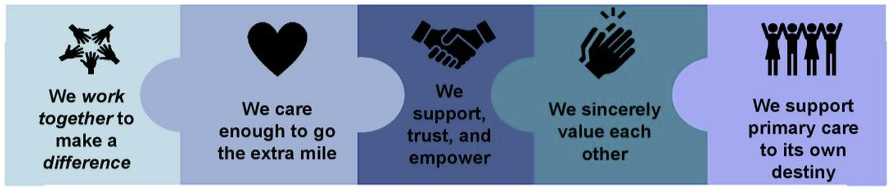 We work
together to
make a
difference
We care
enough to go
the extra mile
We
support,
trust, and
empower
We sincerely
value each
other
We support
primary care
to its own
destiny